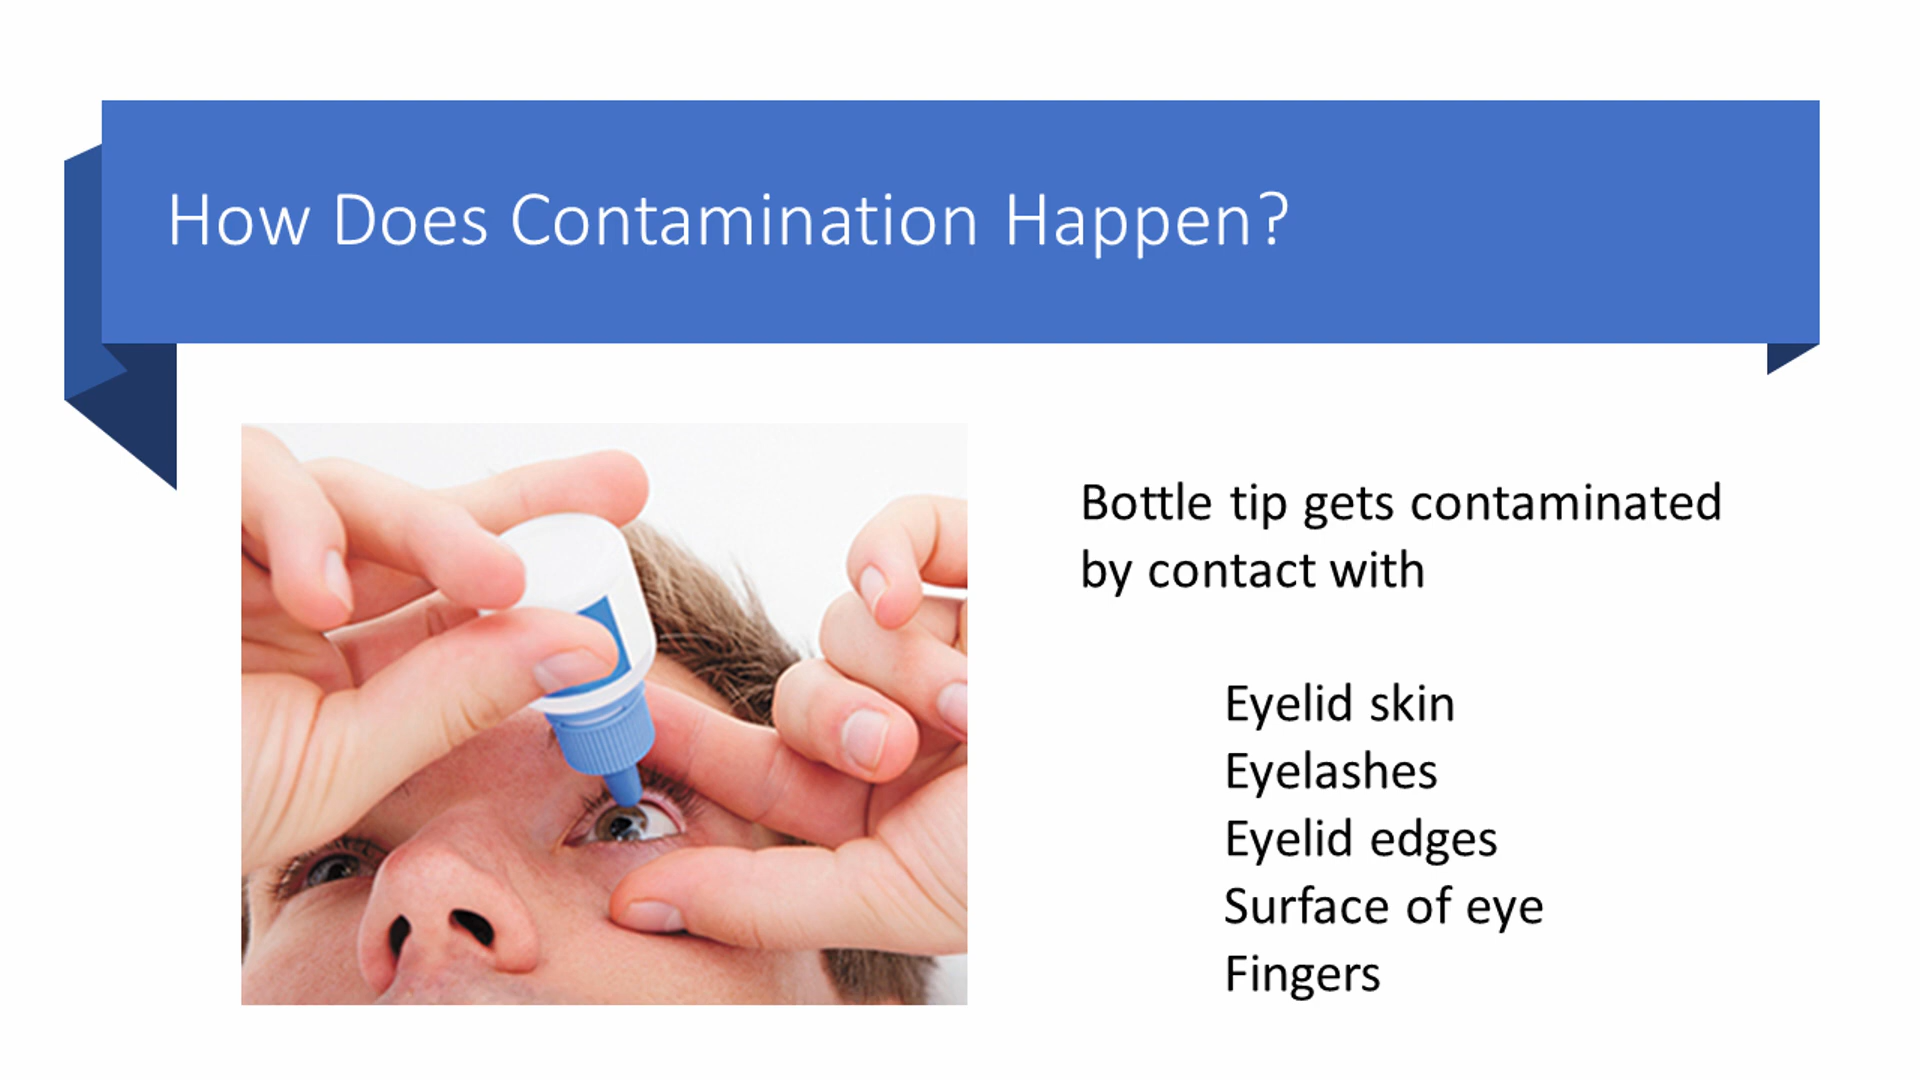 How Does Contamination Happen?
Bottle tip gets contaminated
by contact with
Eyelid skin
Eyelashes
Eyelid edges
Surface of eye
Fingers